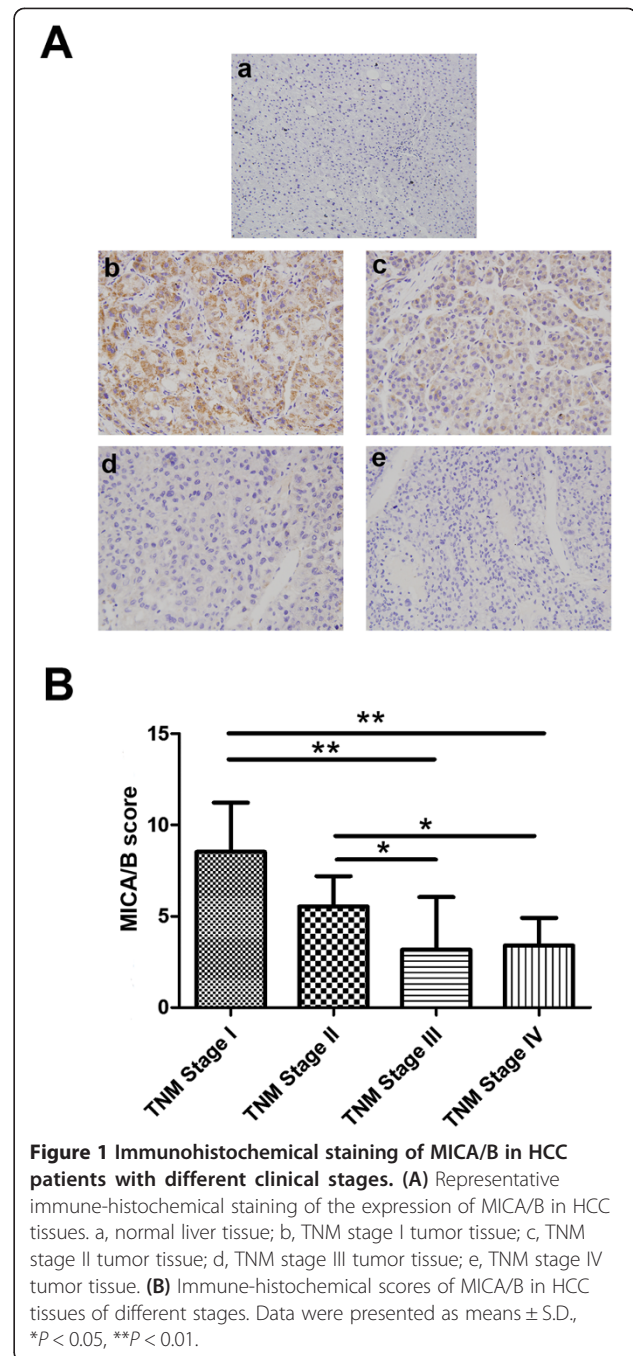 A
a
b
c
d
e
B
**
**
*
*
15
10
5
0
MICA/B score
TNM Stage I
TNM Stage II
TNM Stage III
TNM Stage IV
Figure 1 Immunohistochemical staining of MICA/B in HCC
patients with different clinical stages. (A) Representative
immune-histochemical staining of the expression of MICA/B in HCC
tissues. a, normal liver tissue; b, TNM stage I tumor tissue; c, TNM
stage II tumor tissue; d, TNM stage III tumor tissue; e, TNM stage IV
tumor tissue. (B) Immune-histochemical scores of MICA/B in HCC
tissues of different stages. Data were presented as means ± S.D.,
*P < 0.05, **P < 0.01.